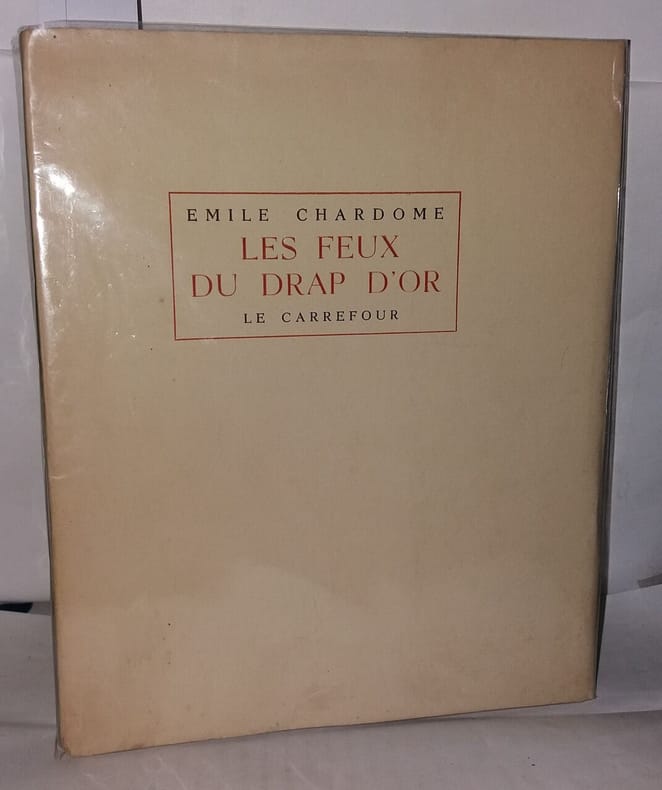 EMILE CHARDOME
LES FEUX
DU DRAP D'OR
LE CARREFOUR